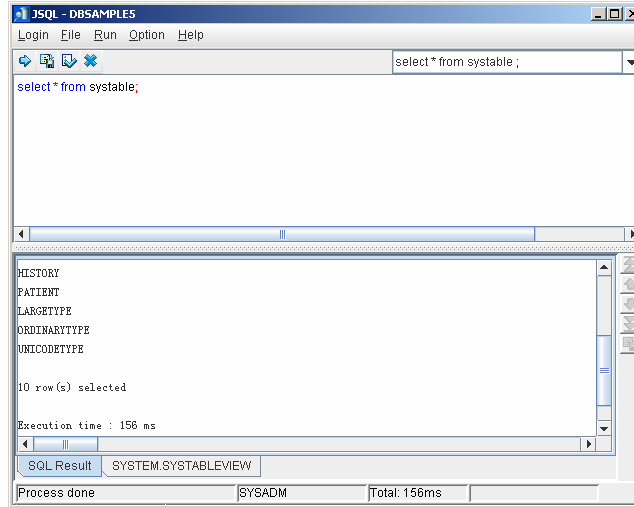 JSQL - DBSAMPLE5
Login File Run Option Help
select * from systable ;
select * from systable;
HISTORY
PATIENT
LARGETYPE
ORDINARYTYPE
UNICODETYPE
10 row(s) selected
Execution time : 156 ms
SQL Result SYSTEM.SYSTABLEVIEW
Process done SYSADM Total: 156ms